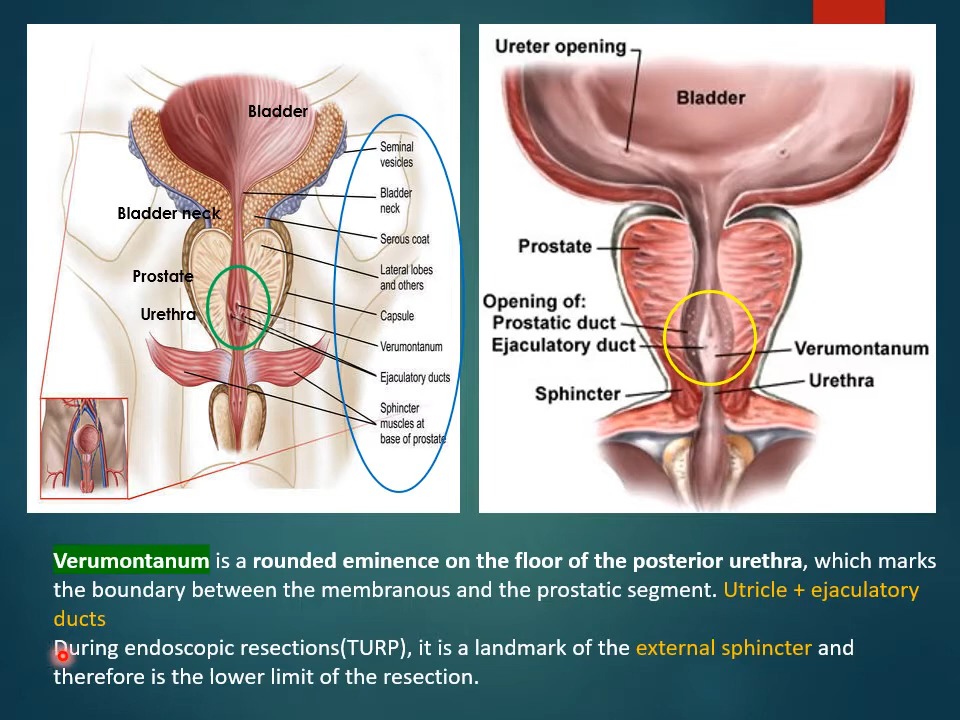 Bladder
Bladder neck
Prostate
Urethra
Seminal
vesicles
Bladder
neck
Serous coat
Lateral lobes
and others
Capsule
Verumontanum
Ejaculatory ducts
Sphincter
muscles at
base of prostate
Ureter opening
Bladder
Prostate
Opening of:
Prostatic duct
Ejaculatory duct
Verumontanum
Urethra
Sphincter
Verumontanum is a rounded eminence on the floor of the posterior urethra, which marks
the boundary between the membranous and the prostatic segment. Utricle + ejaculatory
ducts
During endoscopic resections(TURP), it is a landmark of the external sphincter and
therefore is the lower limit of the resection.